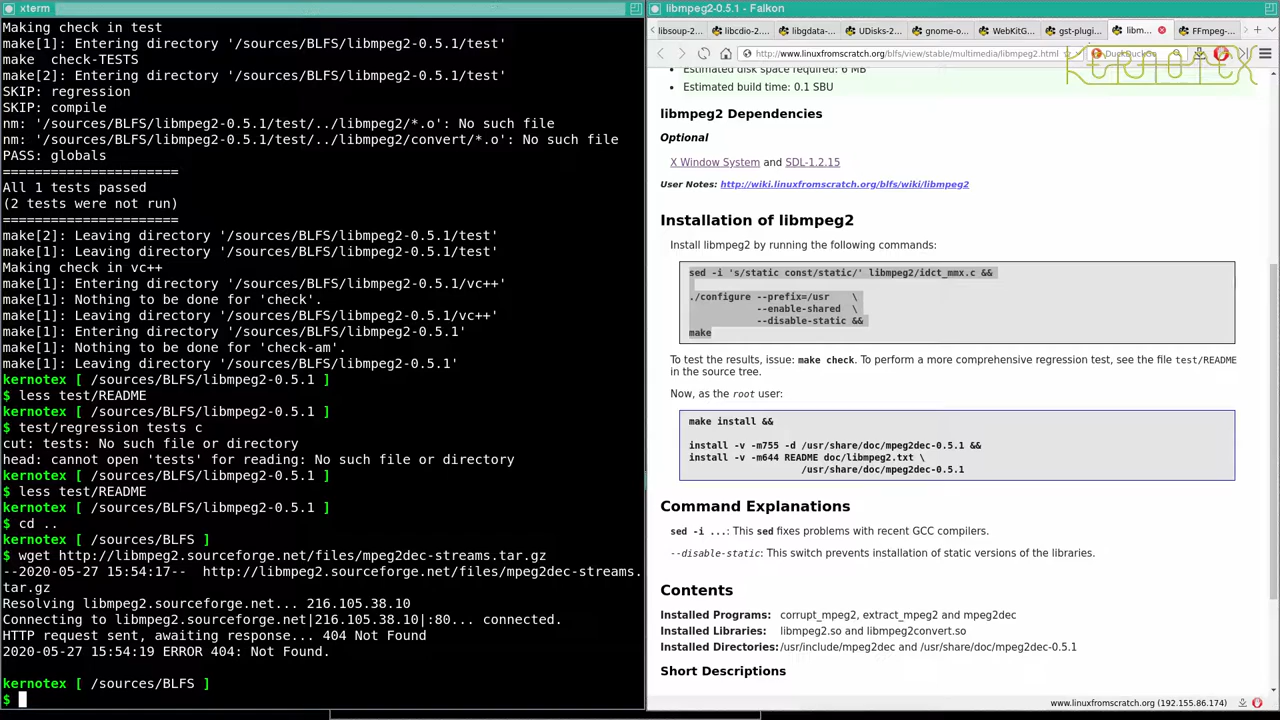 xterm
Making check in test
make[1]: Entering directory '/sources/BLFS/libmpeg2-0.5.1/test'
make  check-TESTS
make[2]: Entering directory '/sources/BLFS/libmpeg2-0.5.1/test'
SKIP: regression
SKIP: compile
nm: '/sources/BLFS/libmpeg2-0.5.1/test/../libmpeg2/*.o': No such file
nm: '/sources/BLFS/libmpeg2-0.5.1/test/../libmpeg2/convert/*.o': No such file
PASS: globals
======================
All 1 tests passed
(2 tests were not run)
======================
make[2]: Leaving directory '/sources/BLFS/libmpeg2-0.5.1/test'
make[1]: Leaving directory '/sources/BLFS/libmpeg2-0.5.1/test'
Making check in vc++
make[1]: Entering directory '/sources/BLFS/libmpeg2-0.5.1/vc++'
make[1]: Nothing to be done for 'check'.
make[1]: Leaving directory '/sources/BLFS/libmpeg2-0.5.1/vc++'
make[1]: Entering directory '/sources/BLFS/libmpeg2-0.5.1'
make[1]: Nothing to be done for 'check-am'.
make[1]: Leaving directory '/sources/BLFS/libmpeg2-0.5.1'
kernotex [ /sources/BLFS/libmpeg2-0.5.1 ]
$ less test/README
kernotex [ /sources/BLFS/libmpeg2-0.5.1 ]
$ test/regression tests c
cut: tests: No such file or directory
head: cannot open 'tests' for reading: No such file or directory
kernotex [ /sources/BLFS/libmpeg2-0.5.1 ]
$ less test/README
kernotex [ /sources/BLFS/libmpeg2-0.5.1 ]
$ cd ..
kernotex [ /sources/BLFS ]
$ wget http://libmpeg2.sourceforge.net/files/mpeg2dec-streams.tar.gz
--2020-05-27 15:54:17--  http://libmpeg2.sourceforge.net/files/mpeg2dec-streams.
tar.gz
Resolving libmpeg2.sourceforge.net... 216.105.38.10
Connecting to libmpeg2.sourceforge.net|216.105.38.10|:80... connected.
HTTP request sent, awaiting response... 404 Not Found
2020-05-27 15:54:19 ERROR 404: Not Found.
kernotex [ /sources/BLFS ]
$
libmpeg2-0.5.1 - Falkon
libsoup-2... libcdio-2... libgdata-... UDisks-2... gnome-o... WebKitG... gst-plugi... libm... FFmpeg-...
http://www.linuxfromscratch.org/blfs/view/stable/multimedia/libmpeg2.html DuckDuckGo
KERNOTEX
• Estimated disk space required: 6 MB
• Estimated build time: 0.1 SBU
libmpeg2 Dependencies
Optional
X Window System and SDL-1.2.15
User Notes: http://wiki.linuxfromscratch.org/blfs/wiki/libmpeg2
Installation of libmpeg2
Install libmpeg2 by running the following commands:
sed -i 's/static const/static/' libmpeg2/idct_mmx.c &&
./configure --prefix=/usr   \
--enable-shared  \
--disable-static &&
make
To test the results, issue: make check. To perform a more comprehensive regression test, see the file test/README
in the source tree.
Now, as the root user:
make install &&
install -v -m755 -d /usr/share/doc/mpeg2dec-0.5.1 &&
install -v -m644 README doc/libmpeg2.txt \
/usr/share/doc/mpeg2dec-0.5.1
Command Explanations
sed -i ...: This sed fixes problems with recent GCC compilers.
--disable-static: This switch prevents installation of static versions of the libraries.
Contents
Installed Programs: corrupt_mpeg2, extract_mpeg2 and mpeg2dec
Installed Libraries: libmpeg2.so and libmpeg2convert.so
Installed Directories: /usr/include/mpeg2dec and /usr/share/doc/mpeg2dec-0.5.1
Short Descriptions
www.linuxfromscratch.org (192.155.86.174)